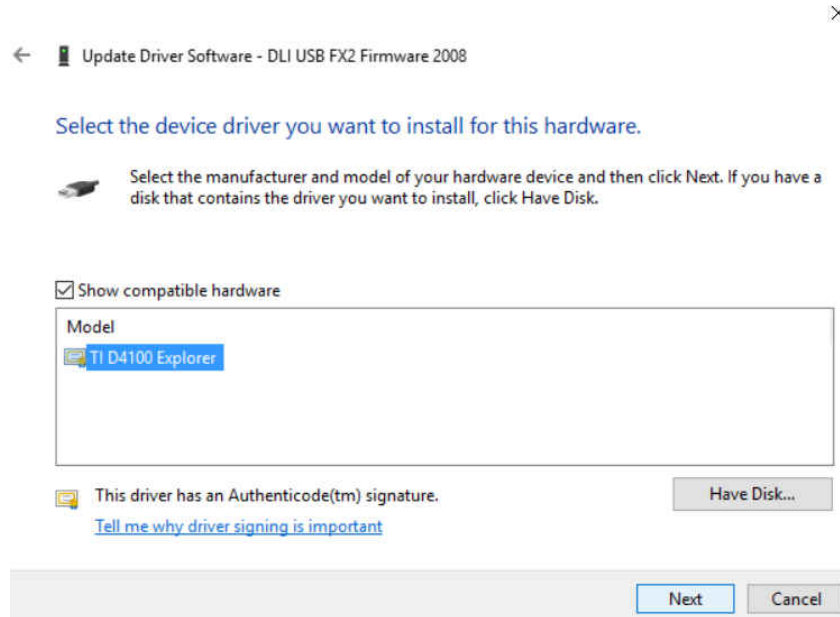 Update Driver Software - DLI USB FX2 Firmware 2008
Select the device driver you want to install for this hardware.
Select the manufacturer and model of your hardware device and then click Next. If you have a
disk that contains the driver you want to install, click Have Disk.
Show compatible hardware
Model
TI D4100 Explorer
This driver has an Authenticode(tm) signature.
Have Disk...
Tell me why driver signing is important
Next
Cancel